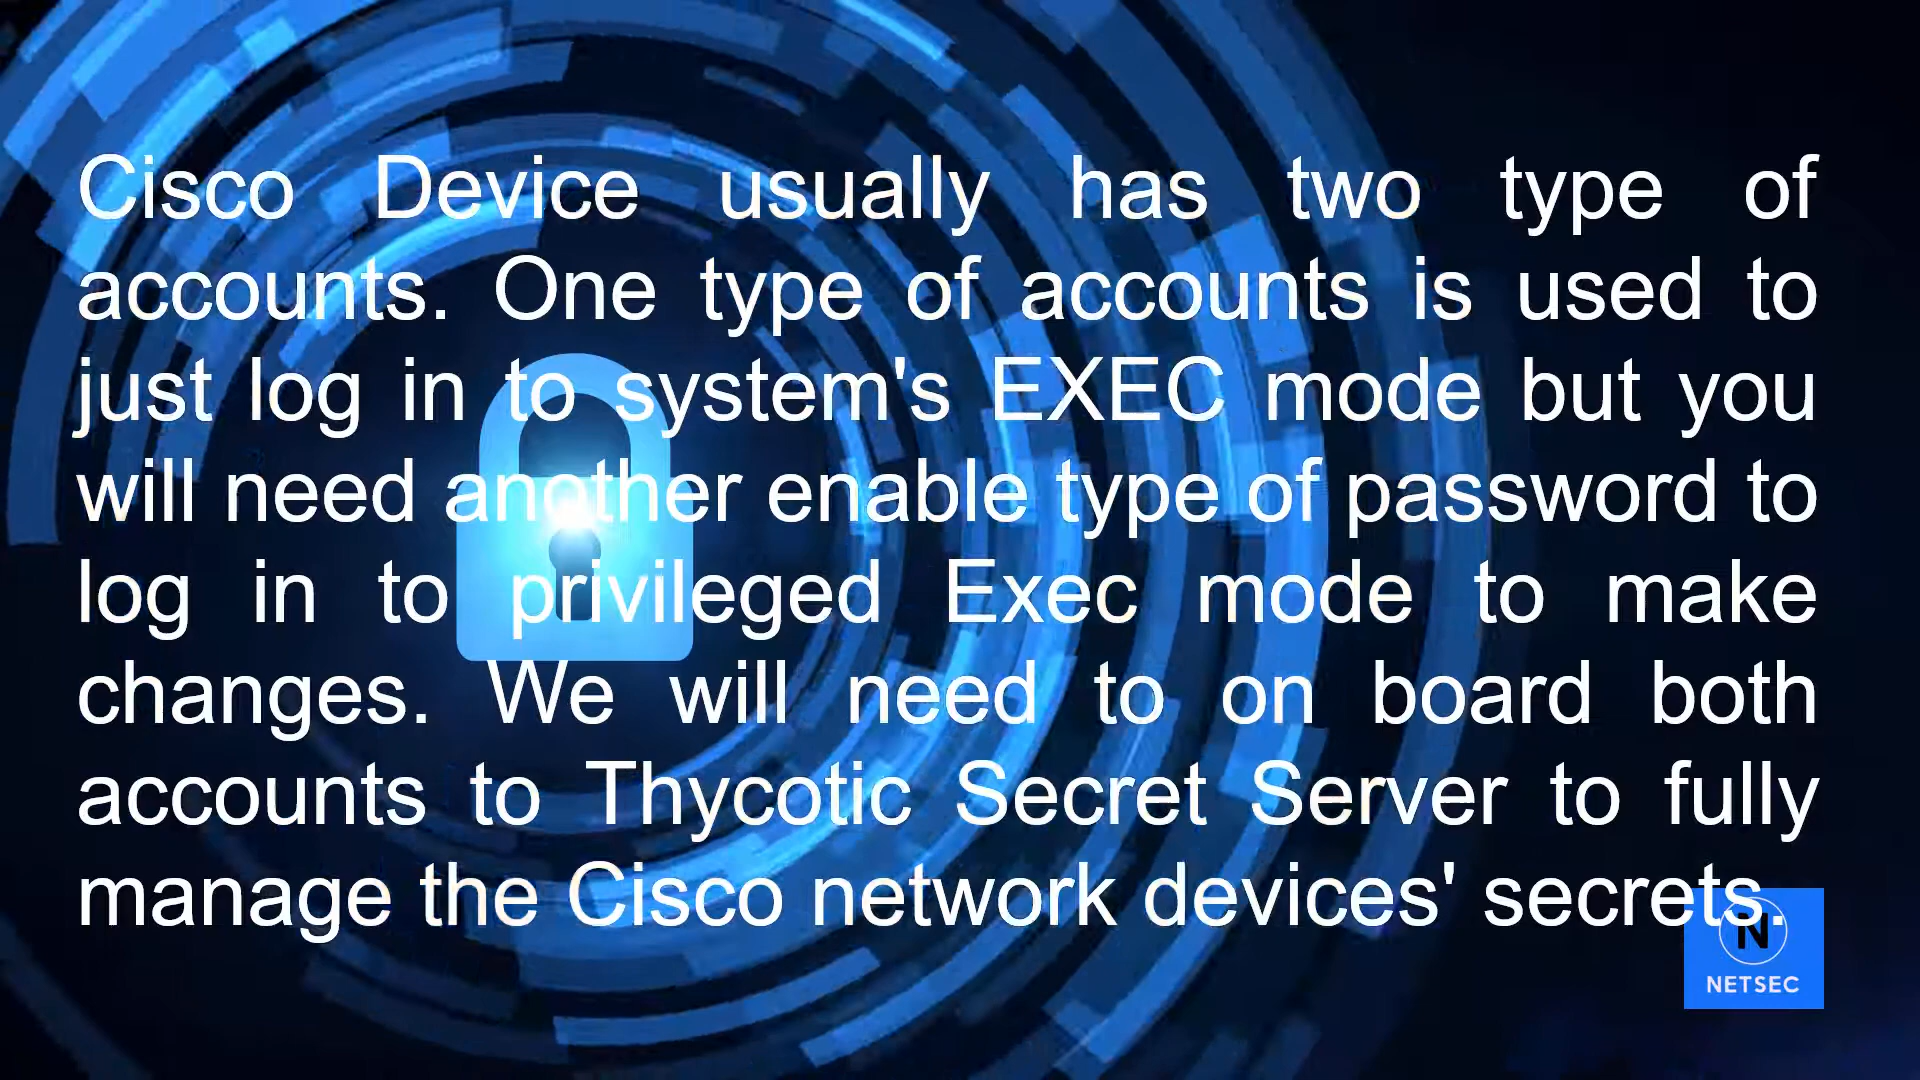 Cisco Device usually has two type of
accounts. One type of accounts is used to
just log in to system's EXEC mode but you
will need another enable type of password to
log in to privileged Exec mode to make
changes. We will need to on board both
accounts to Thycotic Secret Server to fully
manage the Cisco network devices' secrets.
N
NETSEC